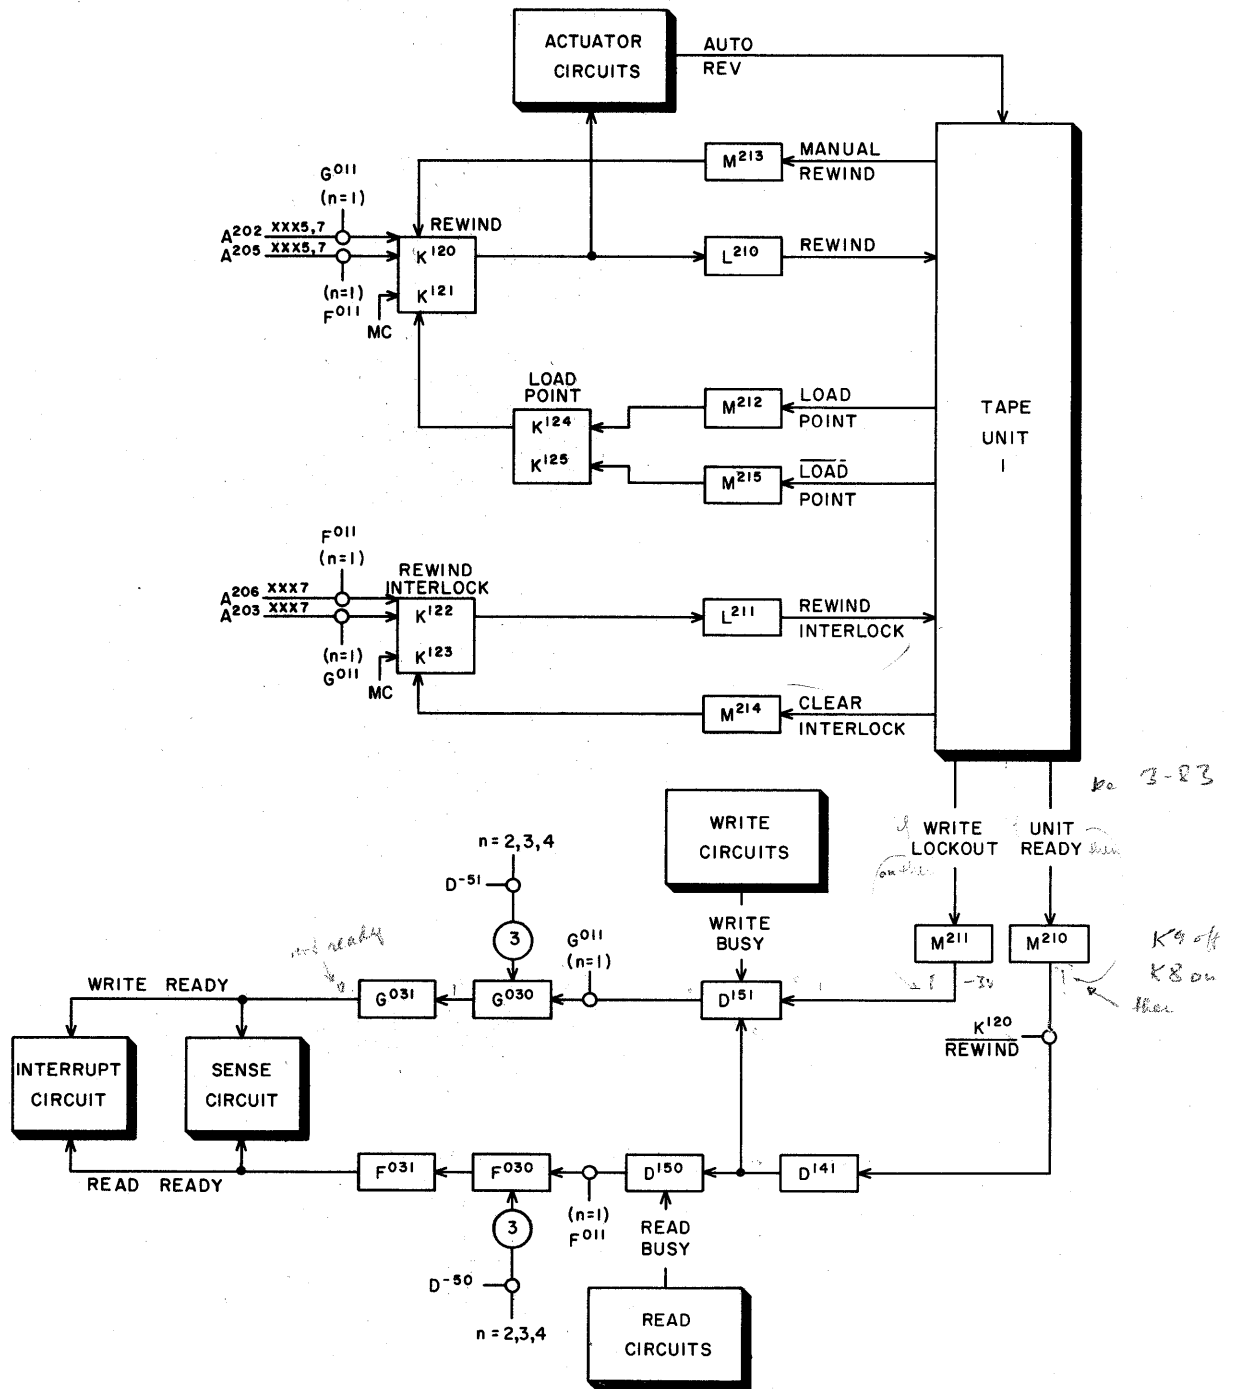 ACTUATOR
CIRCUITS
AUTO
REV
M²¹³
MANUAL
REWIND
G⁰¹¹
(n=1)
A²⁰² XXX5,7
A²⁰⁵ XXX5,7
(n=1)
F⁰¹¹
REWIND
K¹²⁰
K¹²¹
MC
L²¹⁰
REWIND
LOAD
POINT
K¹²⁴
K¹²⁵
M²¹²
LOAD
POINT
M²¹⁵
L̅O̅A̅D̅
POINT
TAPE
UNIT
1
F⁰¹¹
(n=1)
A²⁰⁶ XXX7
A²⁰³ XXX7
(n=1)
G⁰¹¹
REWIND
INTERLOCK
K¹²²
K¹²³
MC
L²¹¹
REWIND
INTERLOCK
M²¹⁴
CLEAR
INTERLOCK
3-83
WRITE
CIRCUITS
WRITE
LOCKOUT
UNIT
READY
n=2,3,4
D⁻⁵¹
3
WRITE
BUSY
G⁰¹¹
(n=1)
M²¹¹
M²¹⁰
K9 off
K8 on
then
not ready
WRITE READY
G⁰³¹
G⁰³⁰
D¹⁵¹
-3v
K¹²⁰
R̅E̅W̅I̅N̅D̅
INTERRUPT
CIRCUIT
SENSE
CIRCUIT
READ READY
F⁰³¹
F⁰³⁰
D¹⁵⁰
D¹⁴¹
3
(n=1)
F⁰¹¹
READ
BUSY
D⁻⁵⁰
n=2,3,4
READ
CIRCUITS